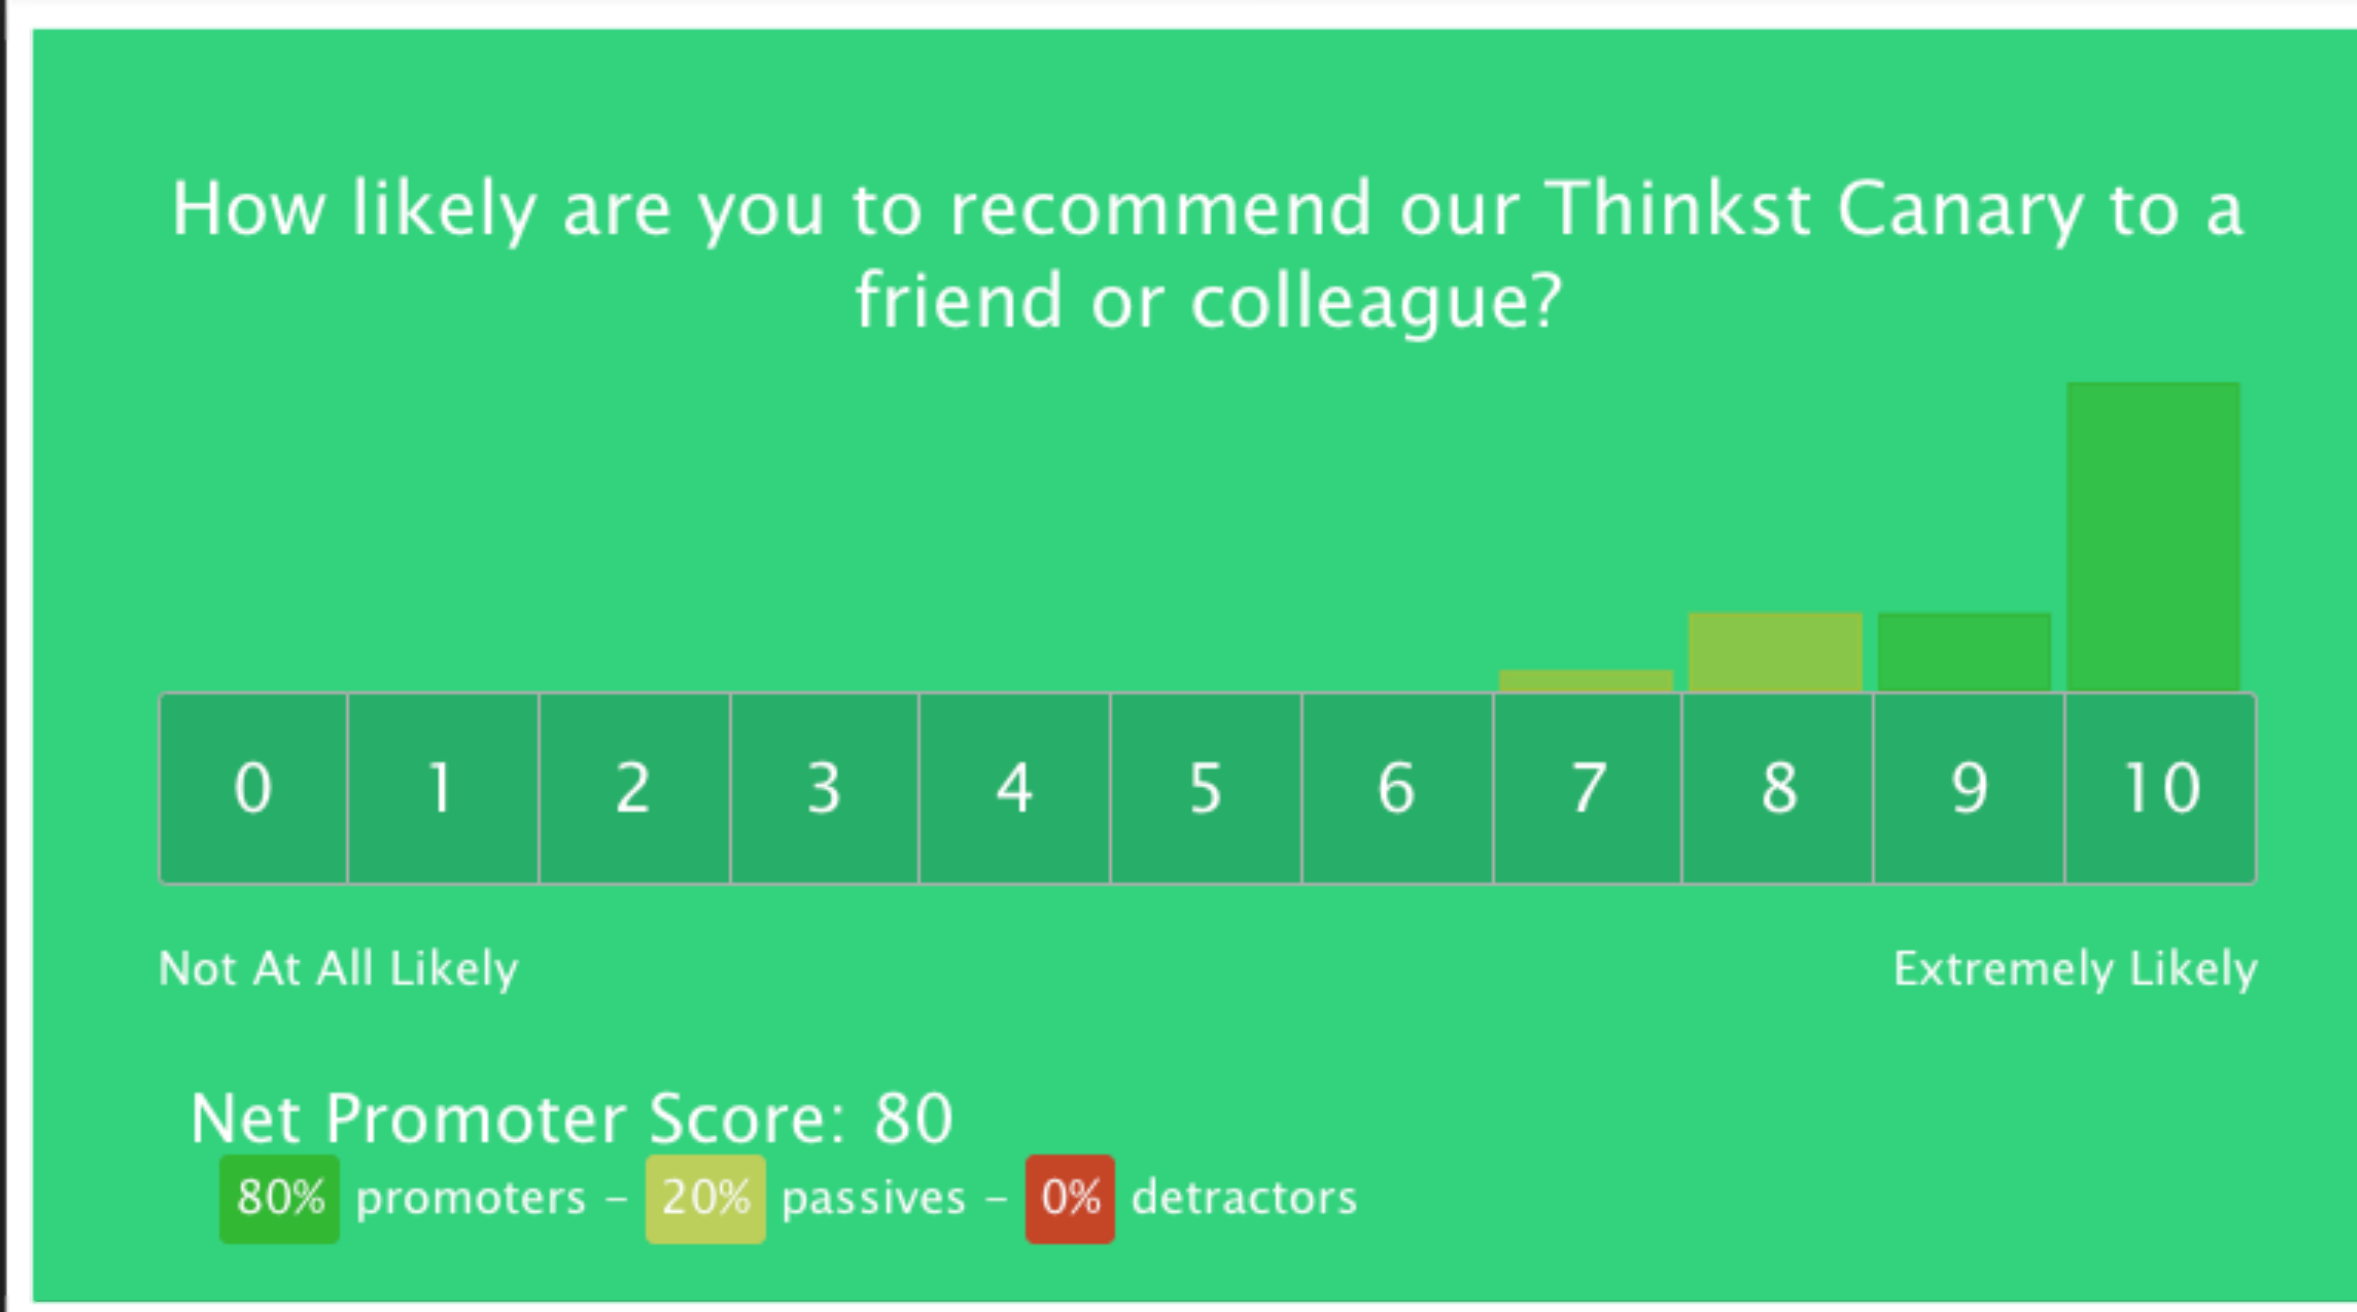 How likely are you to recommend our Thinkst Canary to a
friend or colleague?
0 1 2 3 4 5 6 7 8 9 10
Not At All Likely Extremely Likely
Net Promoter Score: 80
80% promoters – 20% passives – 0% detractors